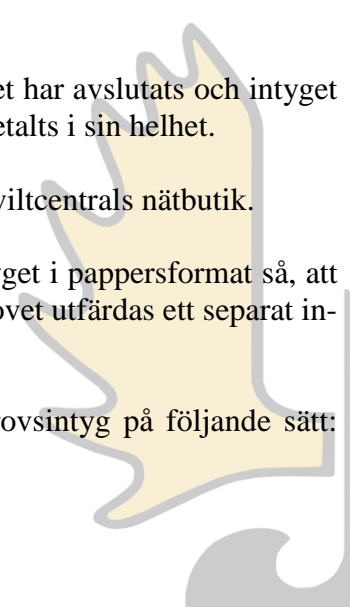 et har avslutats och intyget
etalts i sin helhet.
viltcentrals nätbutik.
get i pappersformat så, att
ovet utfärdas ett separat in-
ovsintyg på följande sätt: